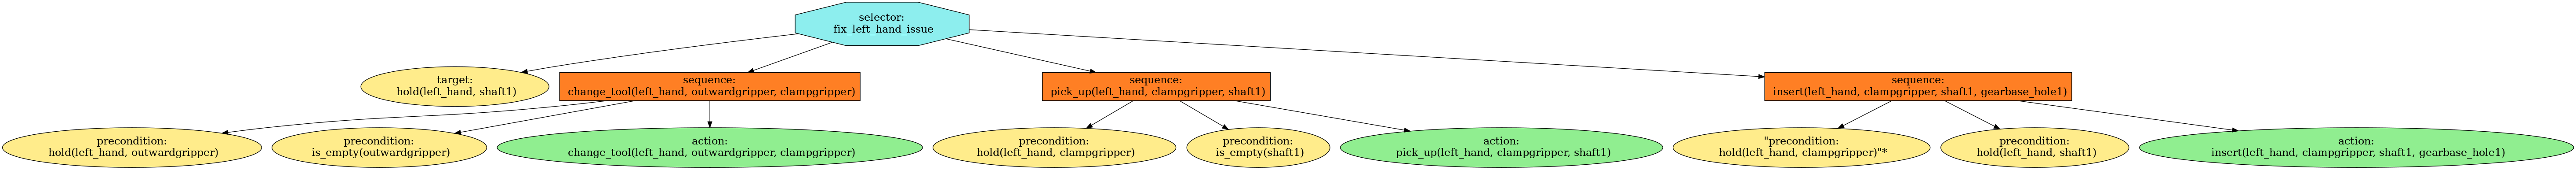 selector:
fix_left_hand_issue
target:
hold(left_hand, shaft1)
sequence:
change_tool(left_hand, outwardgripper, clampgripper)
sequence:
pick_up(left_hand, clampgripper, shaft1)
sequence:
insert(left_hand, clampgripper, shaft1, gearbase_hole1)
precondition:
hold(left_hand, outwardgripper)
precondition:
is_empty(outwardgripper)
action:
change_tool(left_hand, outwardgripper, clampgripper)
precondition:
hold(left_hand, clampgripper)
precondition:
is_empty(shaft1)
action:
pick_up(left_hand, clampgripper, shaft1)
"precondition:
hold(left_hand, clampgripper)"*
precondition:
hold(left_hand, shaft1)
action:
insert(left_hand, clampgripper, shaft1, gearbase_hole1)